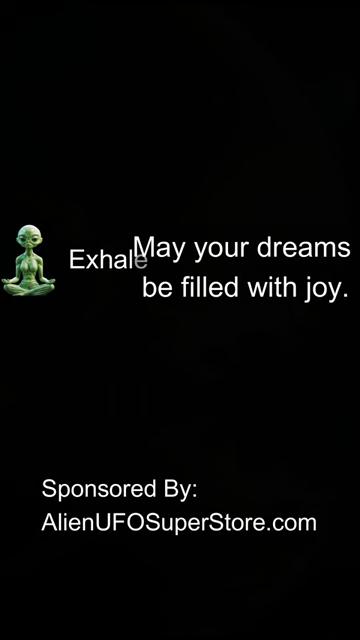 Exhale
May your dreams
be filled with joy.
Sponsored By:
AlienUFOSuperStore.com